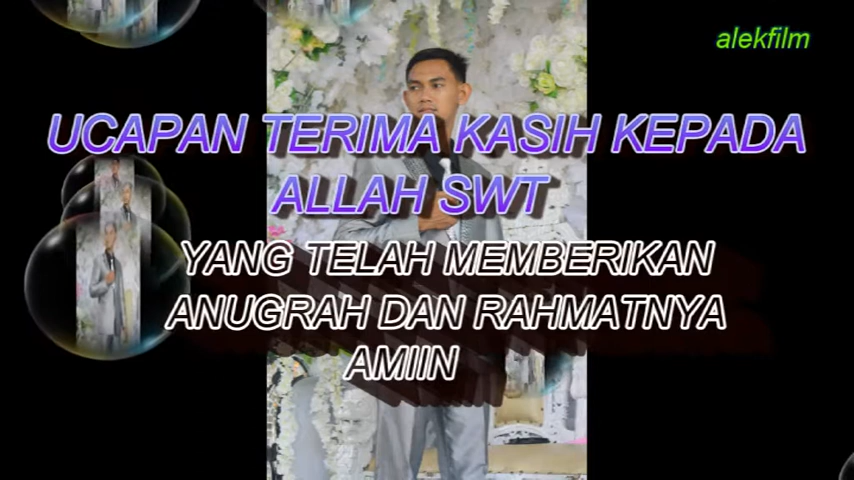 alekfilm
UCAPAN TERIMA KASIH KEPADA
ALLAH SWT
YANG TELAH MEMBERIKAN
ANUGRAH DAN RAHMATNYA
AMIIN